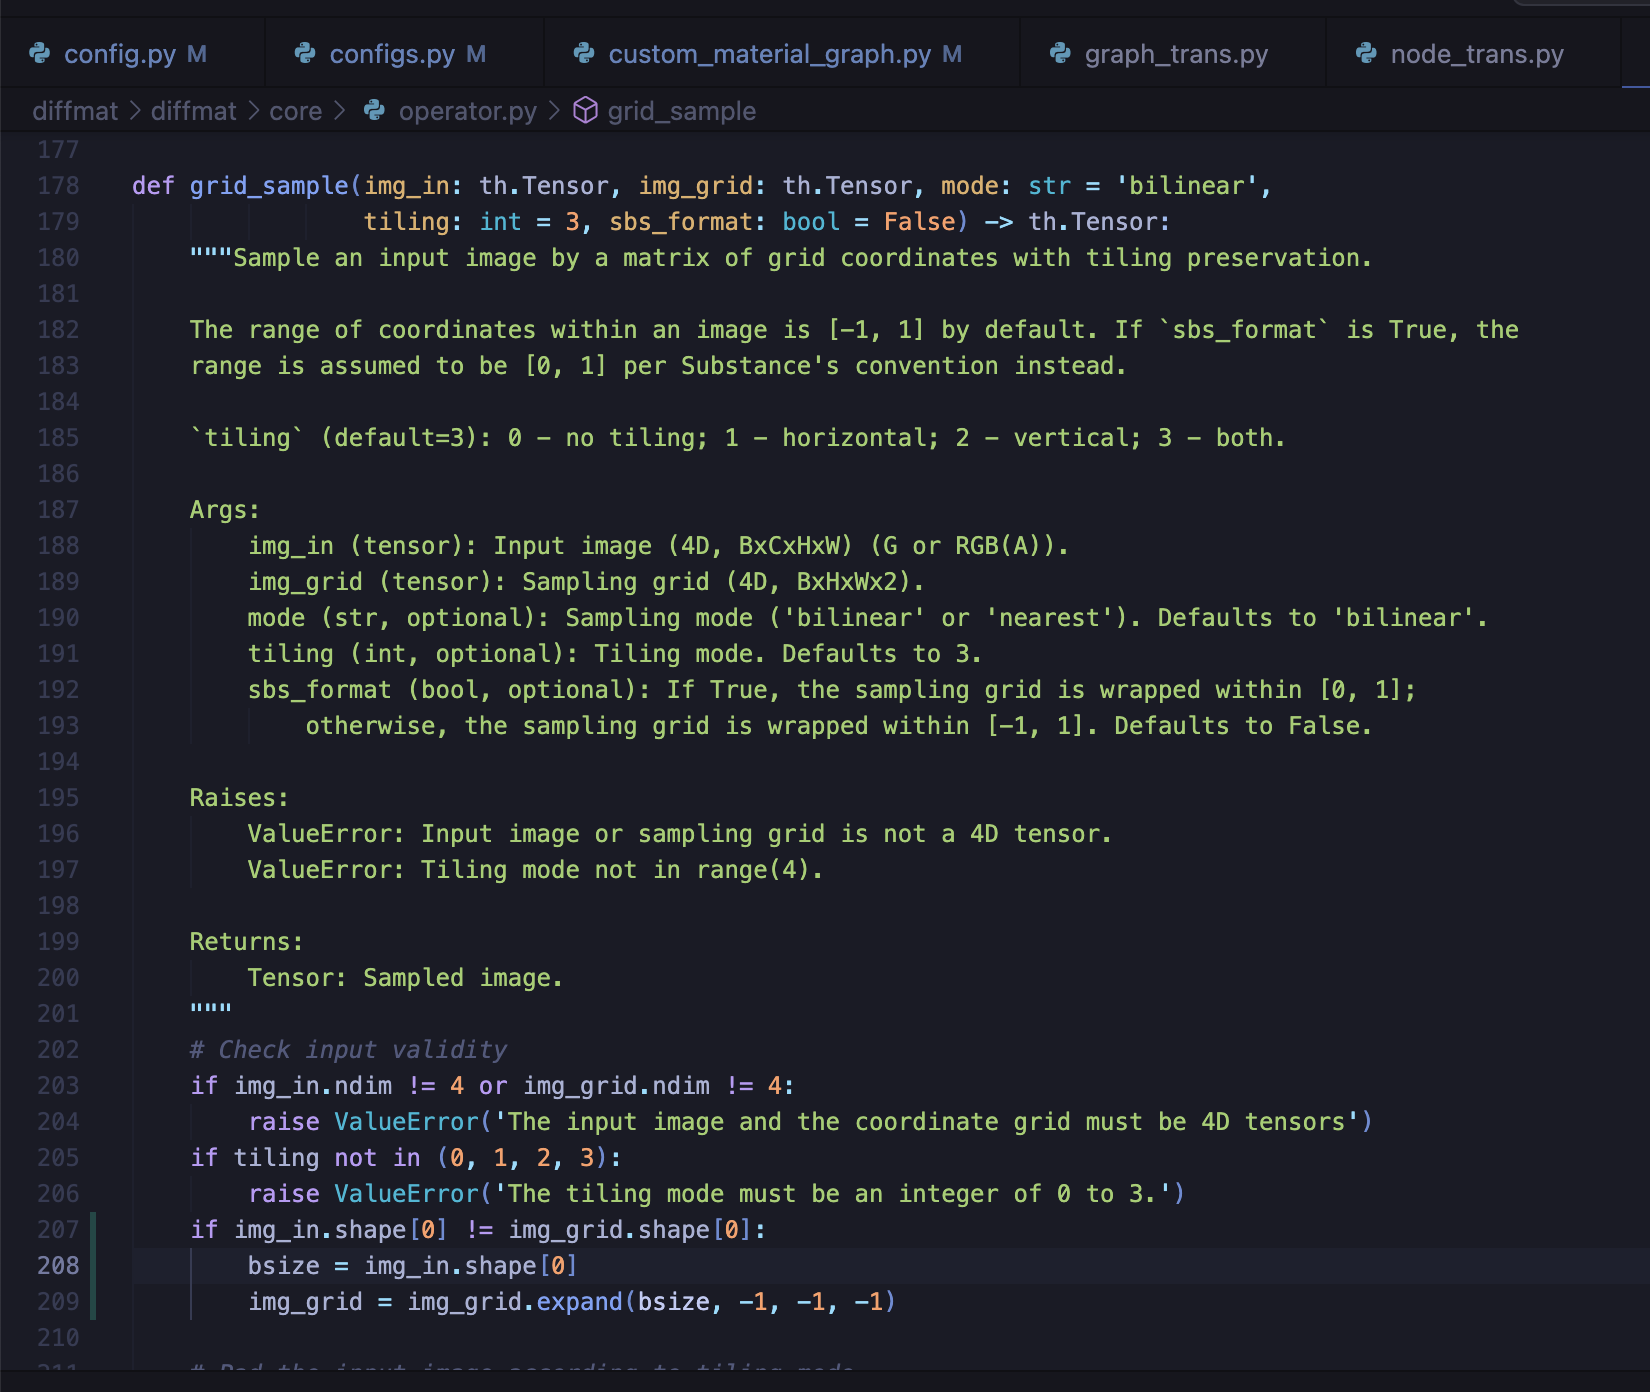 config.py M configs.py M custom_material_graph.py M graph_trans.py node_trans.py
diffmat > diffmat > core > operator.py > grid_sample
177
178 def grid_sample(img_in: th.Tensor, img_grid: th.Tensor, mode: str = 'bilinear',
179 tiling: int = 3, sbs_format: bool = False) -> th.Tensor:
180 """Sample an input image by a matrix of grid coordinates with tiling preservation.
181
182 The range of coordinates within an image is [-1, 1] by default. If `sbs_format` is True, the
183 range is assumed to be [0, 1] per Substance's convention instead.
184
185 `tiling` (default=3): 0 - no tiling; 1 - horizontal; 2 - vertical; 3 - both.
186
187 Args:
188 img_in (tensor): Input image (4D, BxCxHxW) (G or RGB(A)).
189 img_grid (tensor): Sampling grid (4D, BxHxWx2).
190 mode (str, optional): Sampling mode ('bilinear' or 'nearest'). Defaults to 'bilinear'.
191 tiling (int, optional): Tiling mode. Defaults to 3.
192 sbs_format (bool, optional): If True, the sampling grid is wrapped within [0, 1];
193 otherwise, the sampling grid is wrapped within [-1, 1]. Defaults to False.
194
195 Raises:
196 ValueError: Input image or sampling grid is not a 4D tensor.
197 ValueError: Tiling mode not in range(4).
198
199 Returns:
200 Tensor: Sampled image.
201 """
202 # Check input validity
203 if img_in.ndim != 4 or img_grid.ndim != 4:
204 raise ValueError('The input image and the coordinate grid must be 4D tensors')
205 if tiling not in (0, 1, 2, 3):
206 raise ValueError('The tiling mode must be an integer of 0 to 3.')
207 if img_in.shape[0] != img_grid.shape[0]:
208 bsize = img_in.shape[0]
209 img_grid = img_grid.expand(bsize, -1, -1, -1)
210
211 # Pad the input image according to tiling mode